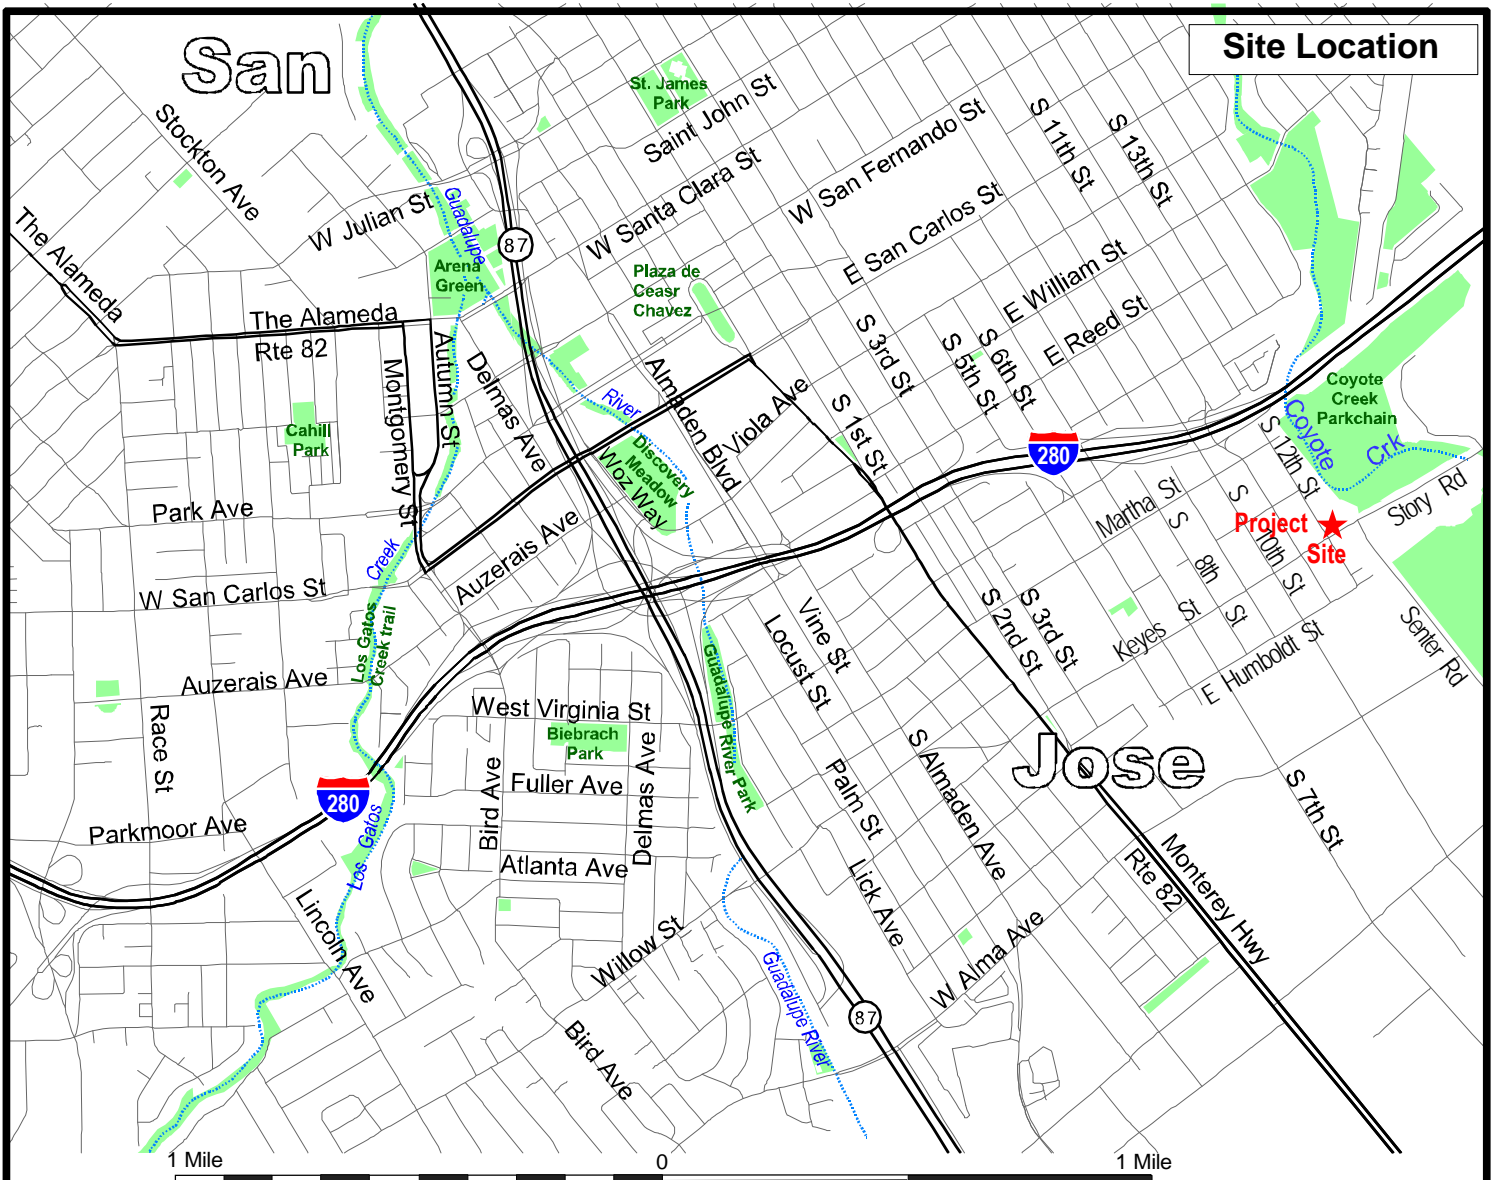 Site Location
San
St. James
Park
Saint John St
Stockton Ave
S 11th St
S 13th St
W San Fernando St
W Santa Clara St
W Julian St
Guadalupe
The Alameda
87
E San Carlos St
Arena
Green
Plaza de
Ceasr
Chavez
E William St
The Alameda
Rte 82
E Reed St
S 3rd St
S 5th St
S 6th St
Autumn St
Montgomery St
Delmas Ave
Almaden Blvd
Viola Ave
River
S 1st St
Coyote
Creek
Parkchain
Coyote
Crk
Cahill
Park
Discovery
Meadow
Woz Way
280
S 12th St
Story Rd
Park Ave
Martha St
S 8th St
S 10th St
Project
Site
Auzerais Ave
Creek
W San Carlos St
Los Gatos
Creek trail
Vine St
Locust St
S 2nd St
S 3rd St
Keyes St
E Humboldt St
Senter Rd
Auzerais Ave
Guadalupe River Park
West Virginia St
Biebrach
Park
Race St
Bird Ave
Fuller Ave
Delmas Ave
S Almaden Ave
Jose
Palm St
S 7th St
280
Los Gatos
Parkmoor Ave
Atlanta Ave
Lick Ave
Rte 82
Monterey Hwy
Lincoln Ave
Willow St
W Alma Ave
Guadalupe River
87
Bird Ave
1 Mile
0
1 Mile